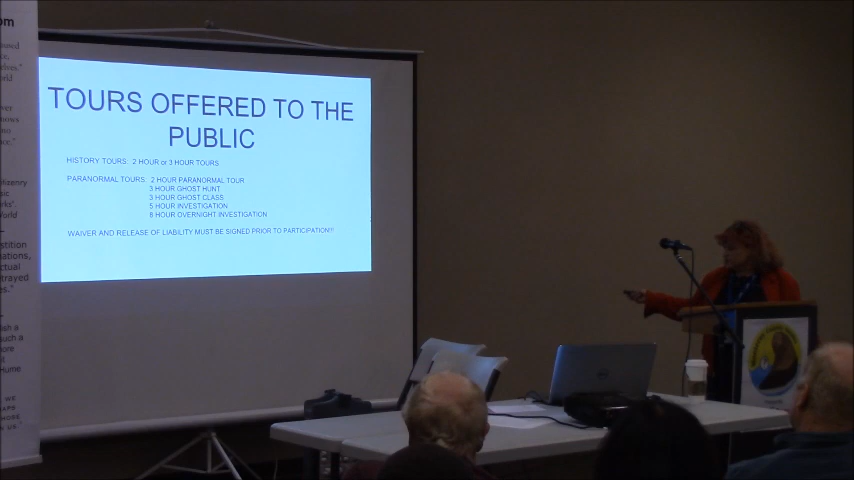 TOURS OFFERED TO THE
PUBLIC
HISTORY TOURS: 2 HOUR or 3 HOUR TOURS
PARANORMAL TOURS: 2 HOUR PARANORMAL TOUR
3 HOUR GHOST HUNT
3 HOUR GHOST CLASS
5 HOUR INVESTIGATION
8 HOUR OVERNIGHT INVESTIGATION
WAIVER AND RELEASE OF LIABILITY MUST BE SIGNED PRIOR TO PARTICIPATION!!!